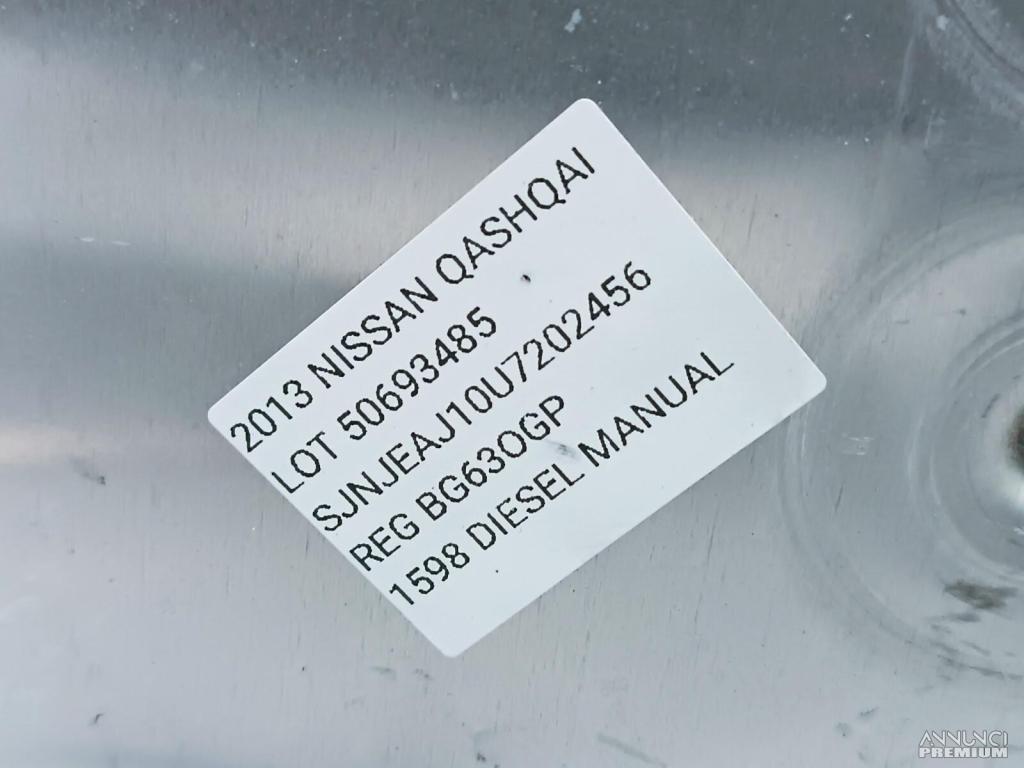 2013 NISSAN QASHQAI
LOT 50693485
SJNJEAJ10U7202456
REG BG63OGP
1598 DIESEL MANUAL
ANNUNCI
PREMIUM